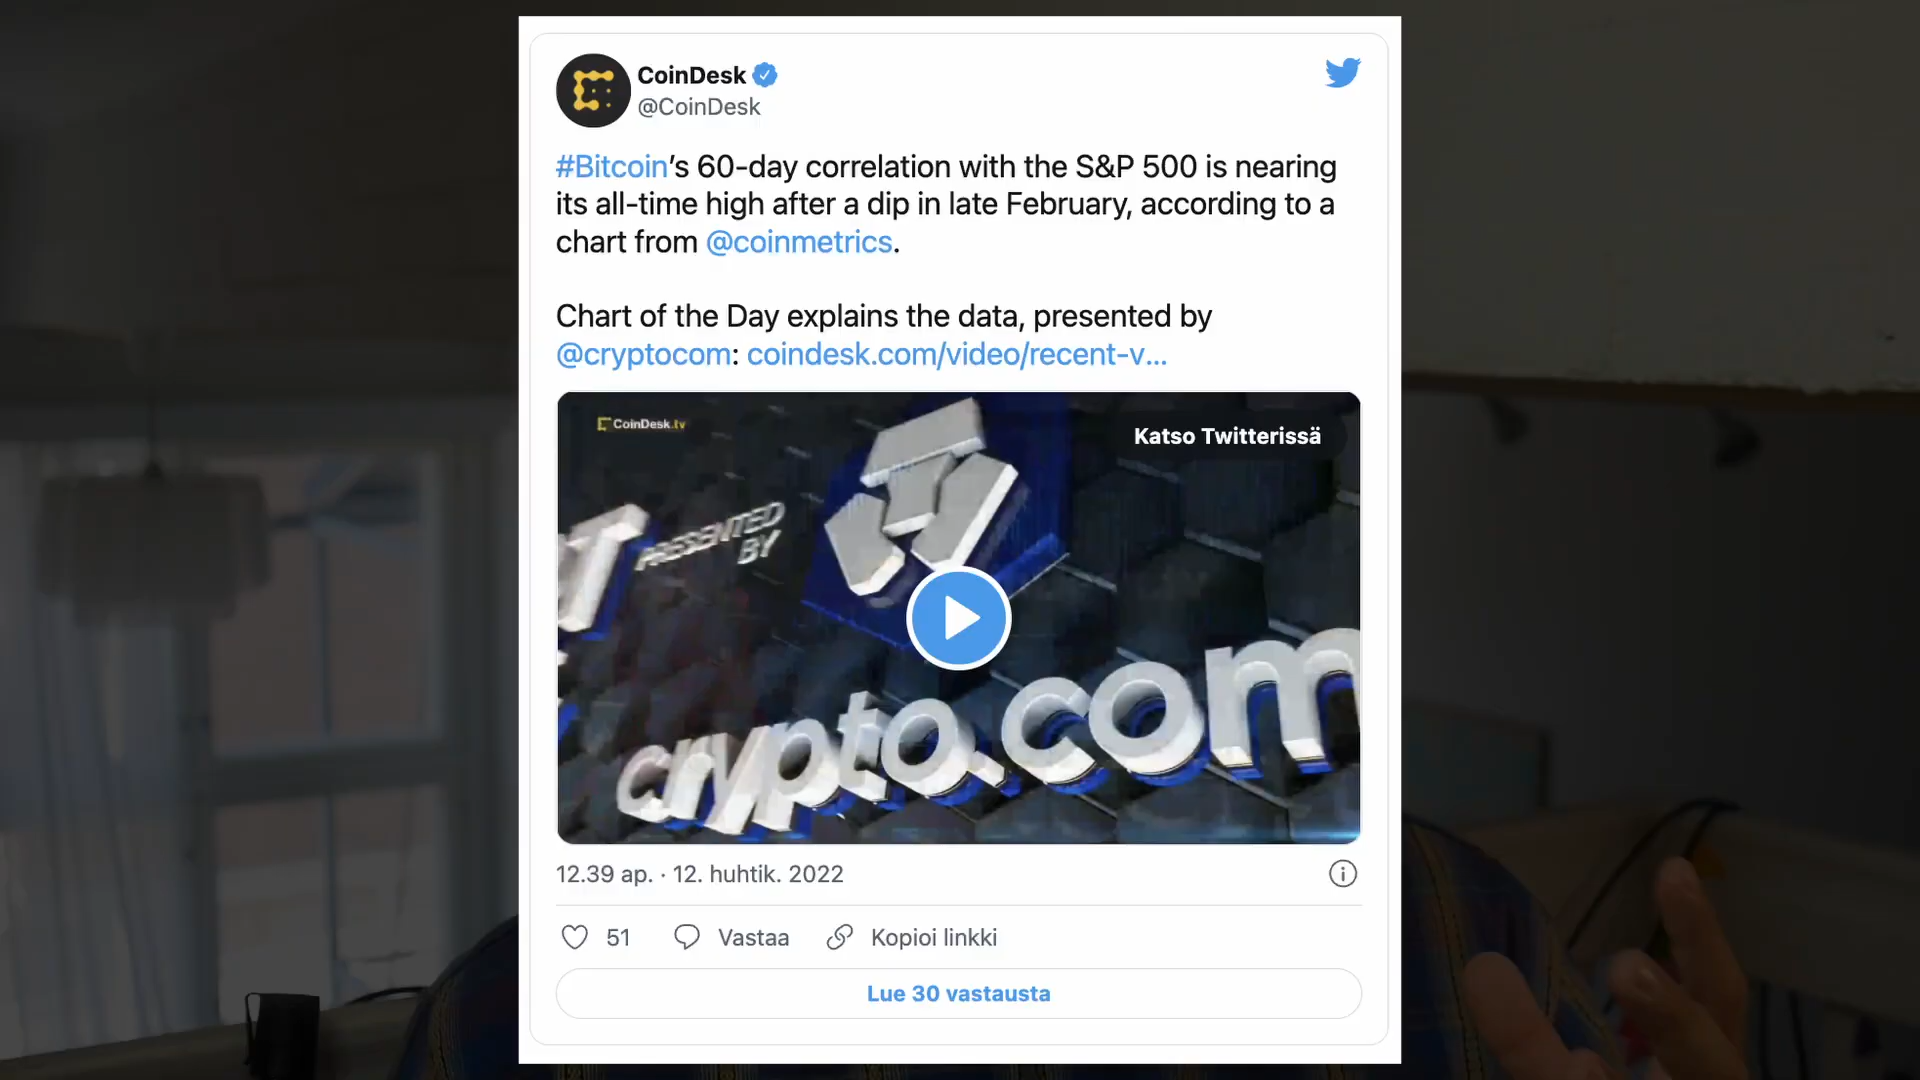 CoinDesk
@CoinDesk
#Bitcoin’s 60-day correlation with the S&P 500 is nearing
its all-time high after a dip in late February, according to a
chart from @coinmetrics.
Chart of the Day explains the data, presented by
@cryptocom: coindesk.com/video/recent-v...
CoinDesk.tv
Katso Twitterissä
T
PRESENTED
BY
crypto.com
12.39 ap. · 12. huhtik. 2022
51
Vastaa
Kopioi linkki
Lue 30 vastausta